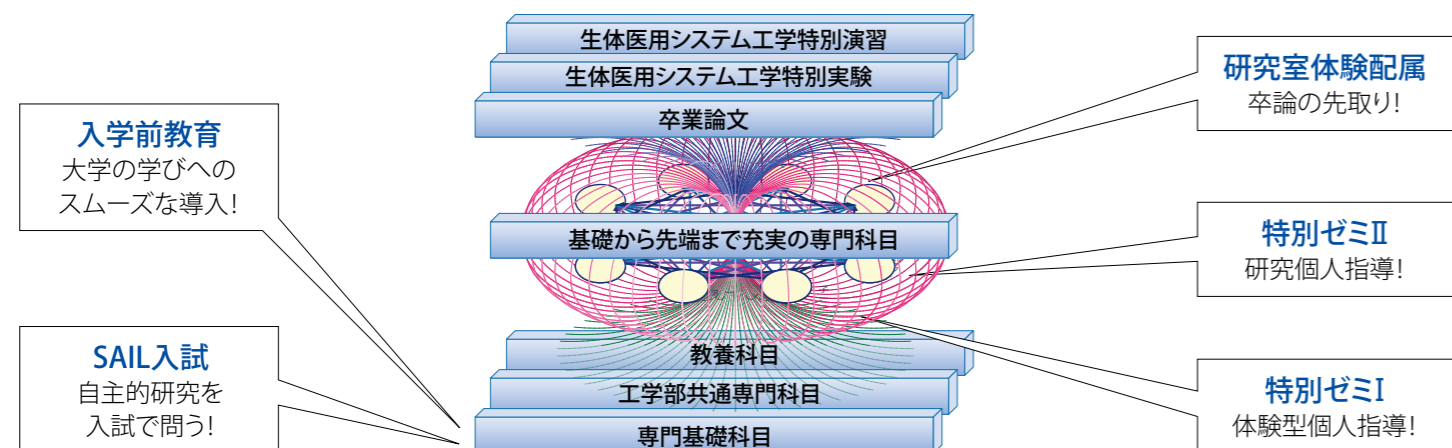 生体医用システム工学特別演習
生体医用システム工学特別実験
卒業論文
基礎から先端まで充実の専門科目
教養科目
工学部共通専門科目
専門基礎科目
入学前教育
大学の学びへの
スムーズな導入!
SAIL入試
自主的研究を
入試で問う!
研究室体験配属
卒論の先取り!
特別ゼミⅡ
研究個人指導!
特別ゼミⅠ
体験型個人指導!